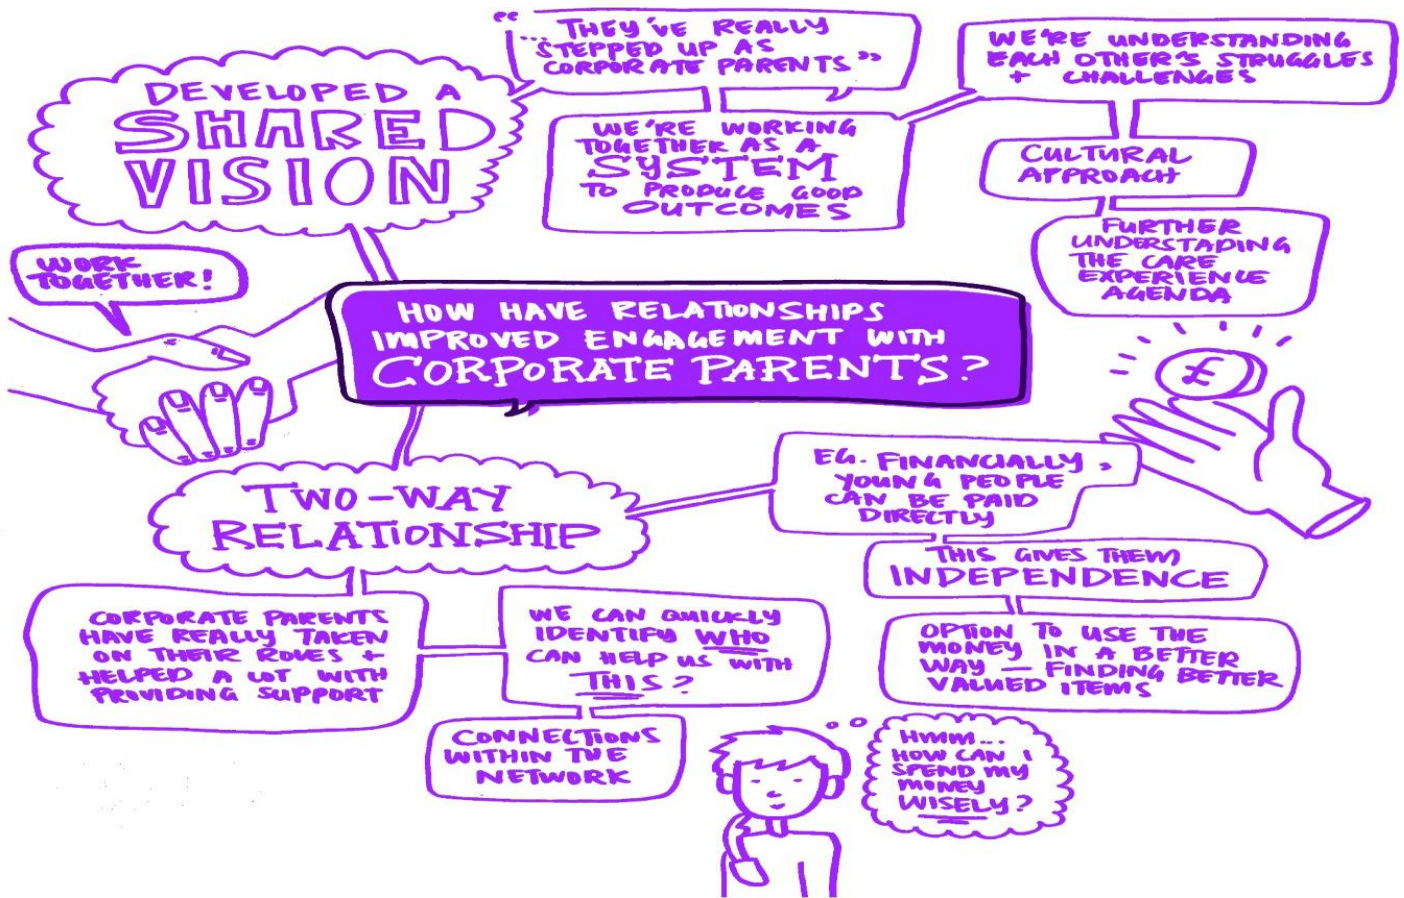 HOW HAVE RELATIONSHIPS
IMPROVED ENGAGEMENT WITH
CORPORATE PARENTS?
DEVELOPED A
SHARED
VISION
"...THEY'VE REALLY
STEPPED UP AS
CORPORATE PARENTS"
WE'RE WORKING
TOGETHER AS A
SYSTEM
TO PRODUCE GOOD
OUTCOMES
WE'RE UNDERSTANDING
EACH OTHER'S STRUGGLES
+ CHALLENGES
CULTURAL
APPROACH
FURTHER
UNDERSTADING
THE CARE
EXPERIENCE
AGENDA
WORK
TOGETHER!
£
TWO-WAY
RELATIONSHIP
EG. FINANCIALLY,
YOUNG PEOPLE
CAN BE PAID
DIRECTLY
THIS GIVES THEM
INDEPENDENCE
OPTION TO USE THE
MONEY IN A BETTER
WAY — FINDING BETTER
VALUED ITEMS
CORPORATE PARENTS
HAVE REALLY TAKEN
ON THEIR ROLES +
HELPED A LOT WITH
PROVIDING SUPPORT
WE CAN QUICKLY
IDENTIFY WHO
CAN HELP US WITH
THIS?
CONNECTIONS
WITHIN THE
NETWORK
HMM...
HOW CAN I
SPEND MY
MONEY
WISELY?